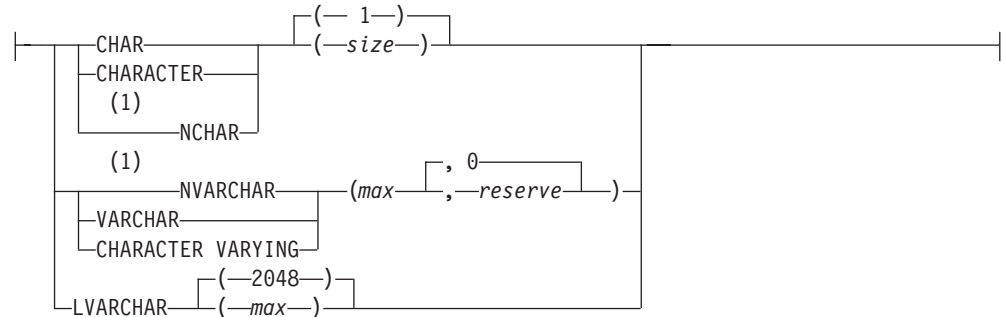 ( 1 )
CHAR ( size )
CHARACTER
(1)
NCHAR
(1) , 0
NVARCHAR (max , reserve )
VARCHAR
CHARACTER VARYING
( 2048 )
LVARCHAR ( max )